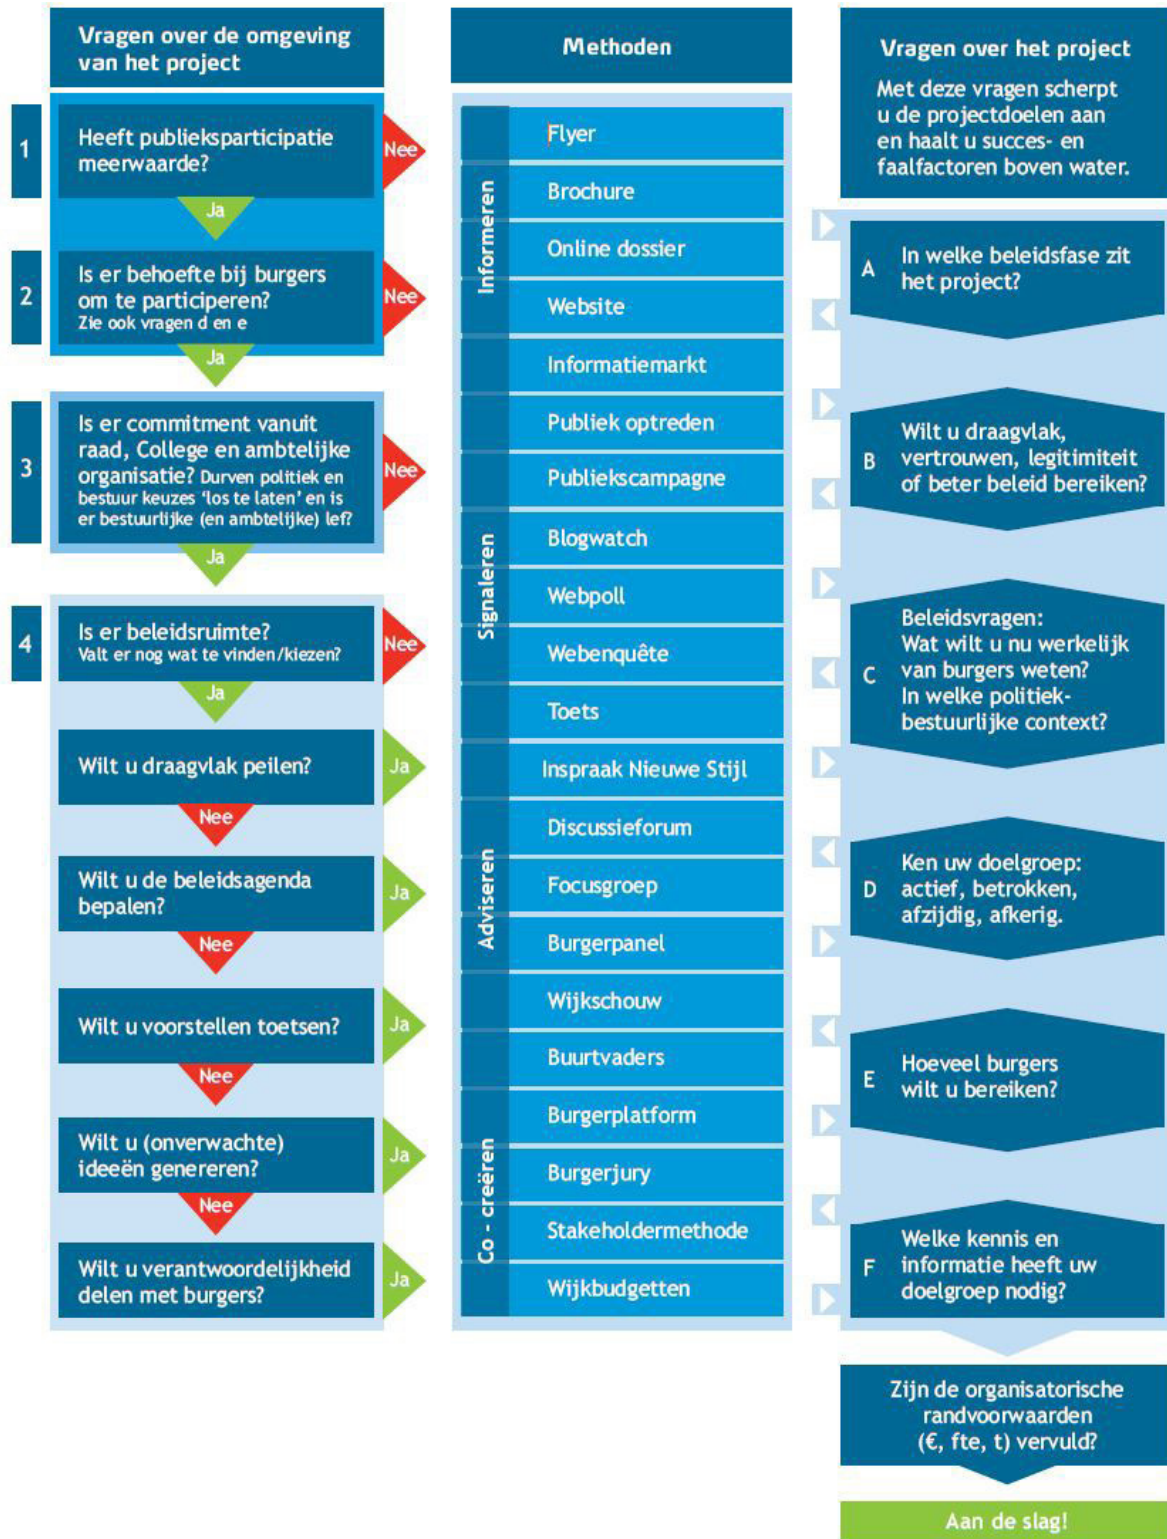 Vragen over de omgeving
van het project
1
Heeft publieksparticipatie
meerwaarde?
Nee
Ja
2
Is er behoefte bij burgers
om te participeren?
Zie ook vragen d en e
Nee
Ja
3
Is er commitment vanuit
raad, College en ambtelijke
organisatie? Durven politiek en
bestuur keuzes ‘los te laten’ en is
er bestuurlijke (en ambtelijke) lef?
Nee
Ja
4
Is er beleidsruimte?
Valt er nog wat te vinden/kiezen?
Nee
Ja
Wilt u draagvlak peilen?
Ja
Nee
Wilt u de beleidsagenda
bepalen?
Ja
Nee
Wilt u voorstellen toetsen?
Ja
Nee
Wilt u (onverwachte)
ideeën genereren?
Ja
Nee
Wilt u verantwoordelijkheid
delen met burgers?
Ja
Methoden
Informeren
Flyer
Brochure
Online dossier
Website
Informatiemarkt
Publiek optreden
Publiekscampagne
Signaleren
Blogwatch
Webpoll
Webenquête
Toets
Adviseren
Inspraak Nieuwe Stijl
Discussieforum
Focusgroep
Burgerpanel
Wijkschouw
Buurtvaders
Co - creëren
Burgerplatform
Burgerjury
Stakeholdermethode
Wijkbudgetten
Vragen over het project
Met deze vragen scherpt
u de projectdoelen aan
en haalt u succes- en
faalfactoren boven water.
A
In welke beleidsfase zit
het project?
B
Wilt u draagvlak,
vertrouwen, legitimiteit
of beter beleid bereiken?
C
Beleidsvragen:
Wat wilt u nu werkelijk
van burgers weten?
In welke politiek-
bestuurlijke context?
D
Ken uw doelgroep:
actief, betrokken,
afzijdig, afkerig.
E
Hoeveel burgers
wilt u bereiken?
F
Welke kennis en
informatie heeft uw
doelgroep nodig?
Zijn de organisatorische
randvoorwaarden
(€, fte, t) vervuld?
Aan de slag!